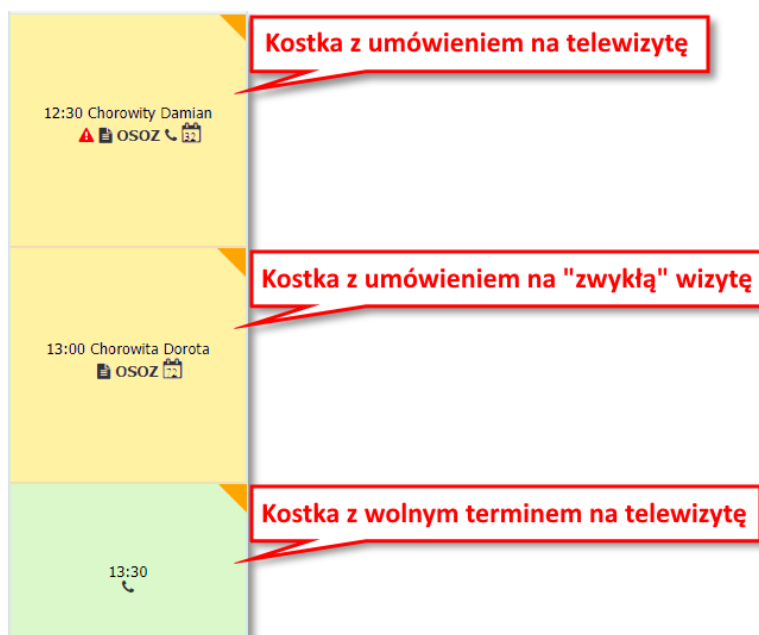 Kostka z umówieniem na telewizytę
12:30 Chorowity Damian
OSOZ
Kostka z umówieniem na "zwykłą" wizytę
13:00 Chorowita Dorota
OSOZ
Kostka z wolnym terminem na telewizytę
13:30